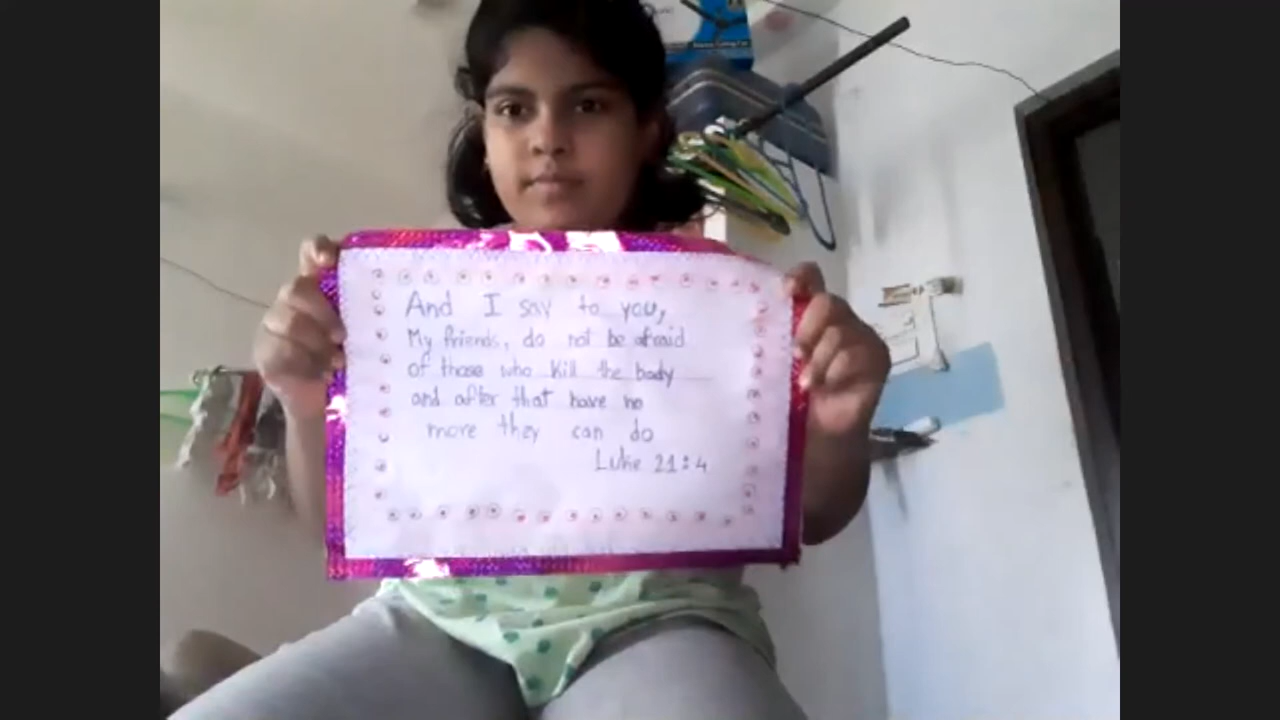 And I say to you,
My friends, do not be afraid
of those who kill the body
and after that have no
more they can do
Luke 21:4